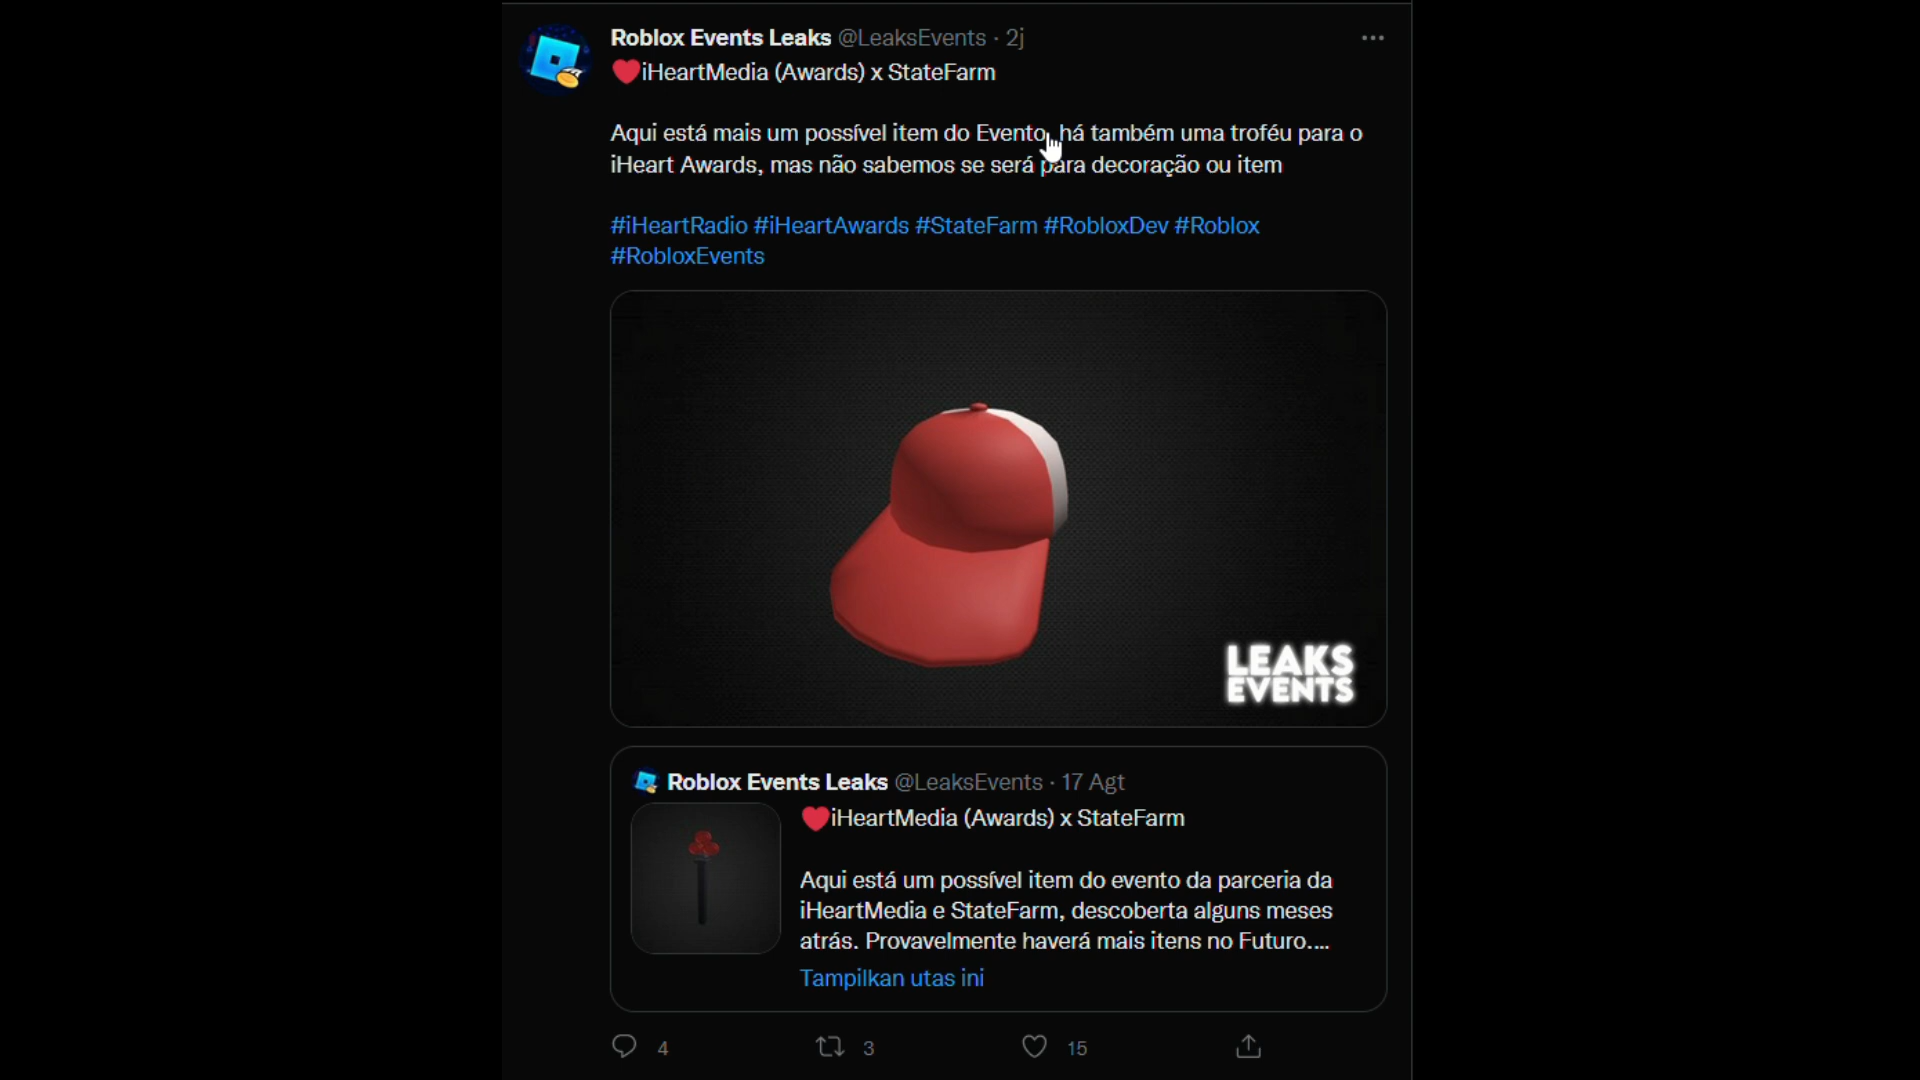 Roblox Events Leaks @LeaksEvents · 2j
❤️iHeartMedia (Awards) x StateFarm
Aqui está mais um possível item do Evento, há também uma troféu para o
iHeart Awards, mas não sabemos se será para decoração ou item
#iHeartRadio #iHeartAwards #StateFarm #RobloxDev #Roblox
#RobloxEvents
LEAKS
EVENTS
Roblox Events Leaks @LeaksEvents · 17 Agt
❤️iHeartMedia (Awards) x StateFarm
Aqui está um possível item do evento da parceria da
iHeartMedia e StateFarm, descoberta alguns meses
atrás. Provavelmente haverá mais itens no Futuro....
Tampilkan utas ini
4 3 15